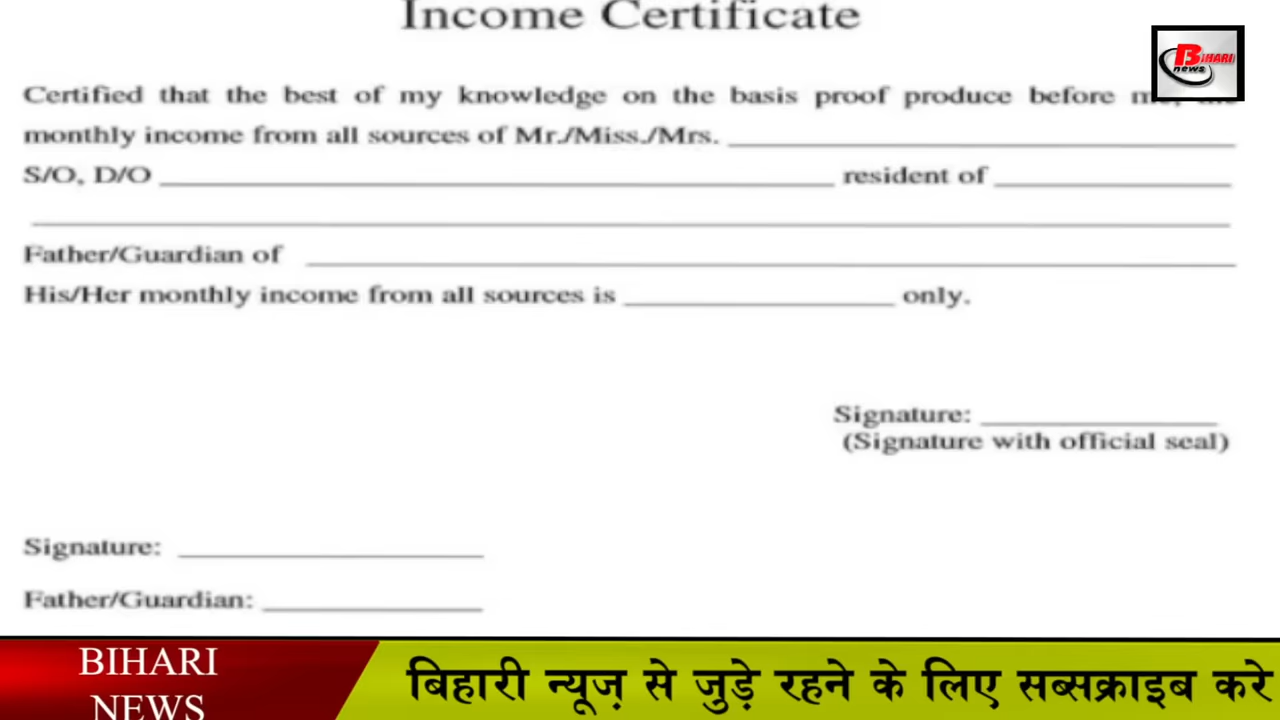 Income Certificate
BIHARI
news
Certified that the best of my knowledge on the basis proof produce before
monthly income from all sources of Mr./Miss./Mrs.
S/O, D/O resident of
Father/Guardian of
His/Her monthly income from all sources is only.
Signature:
(Signature with official seal)
Signature:
Father/Guardian:
BIHARI
NEWS
बिहारी न्यूज़ से जुड़े रहने के लिए सब्सक्राइब करे